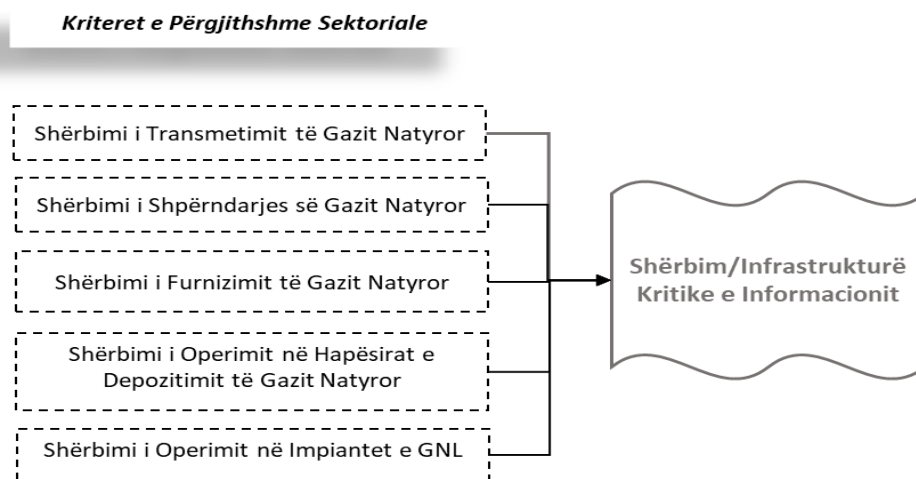 Kriteret e Përgjithshme Sektoriale
Shërbimi i Transmetimit të Gazit Natyror
Shërbimi i Shpërndarjes së Gazit Natyror
Shërbimi i Furnizimit të Gazit Natyror
Shërbimi i Operimit në Hapësirat e
Depozitimit të Gazit Natyror
Shërbimi i Operimit në Impiantet e GNL
Shërbim/Infrastrukturë
Kritike e Informacionit